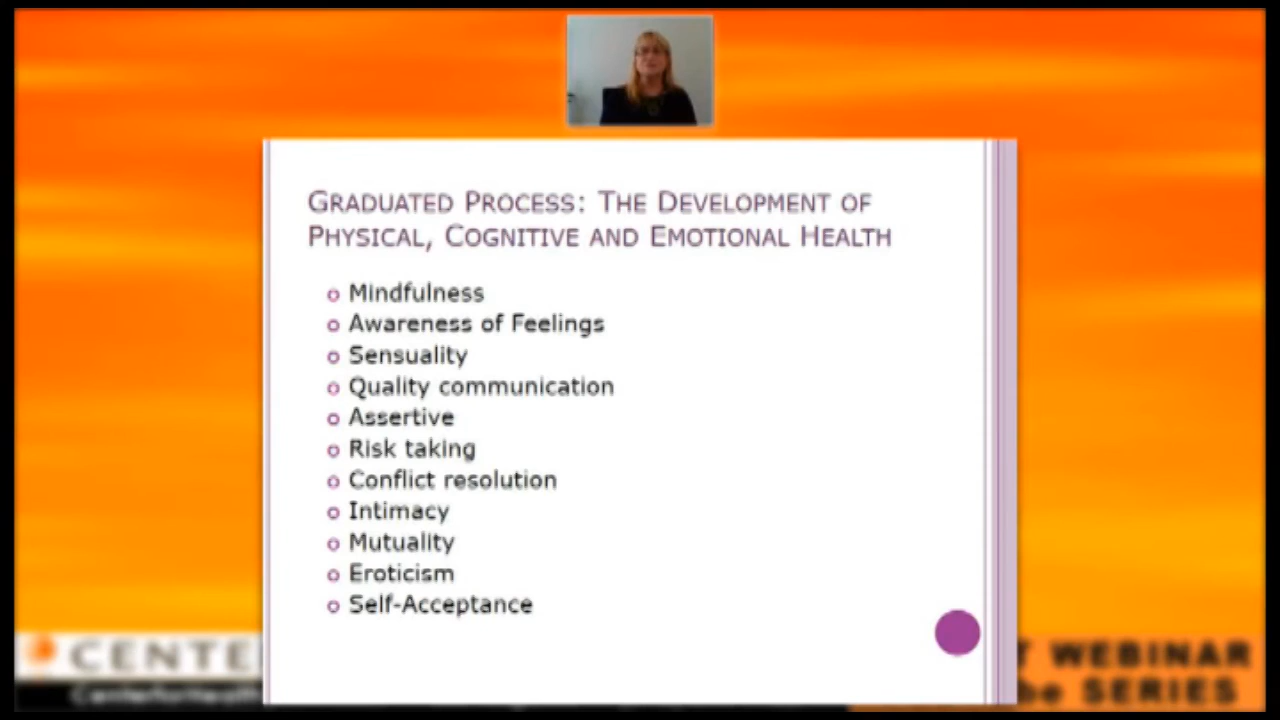 GRADUATED PROCESS: THE DEVELOPMENT OF
PHYSICAL, COGNITIVE AND EMOTIONAL HEALTH
Mindfulness
Awareness of Feelings
Sensuality
Quality communication
Assertive
Risk taking
Conflict resolution
Intimacy
Mutuality
Eroticism
Self-Acceptance
CENTE
WEBINAR
SERIES